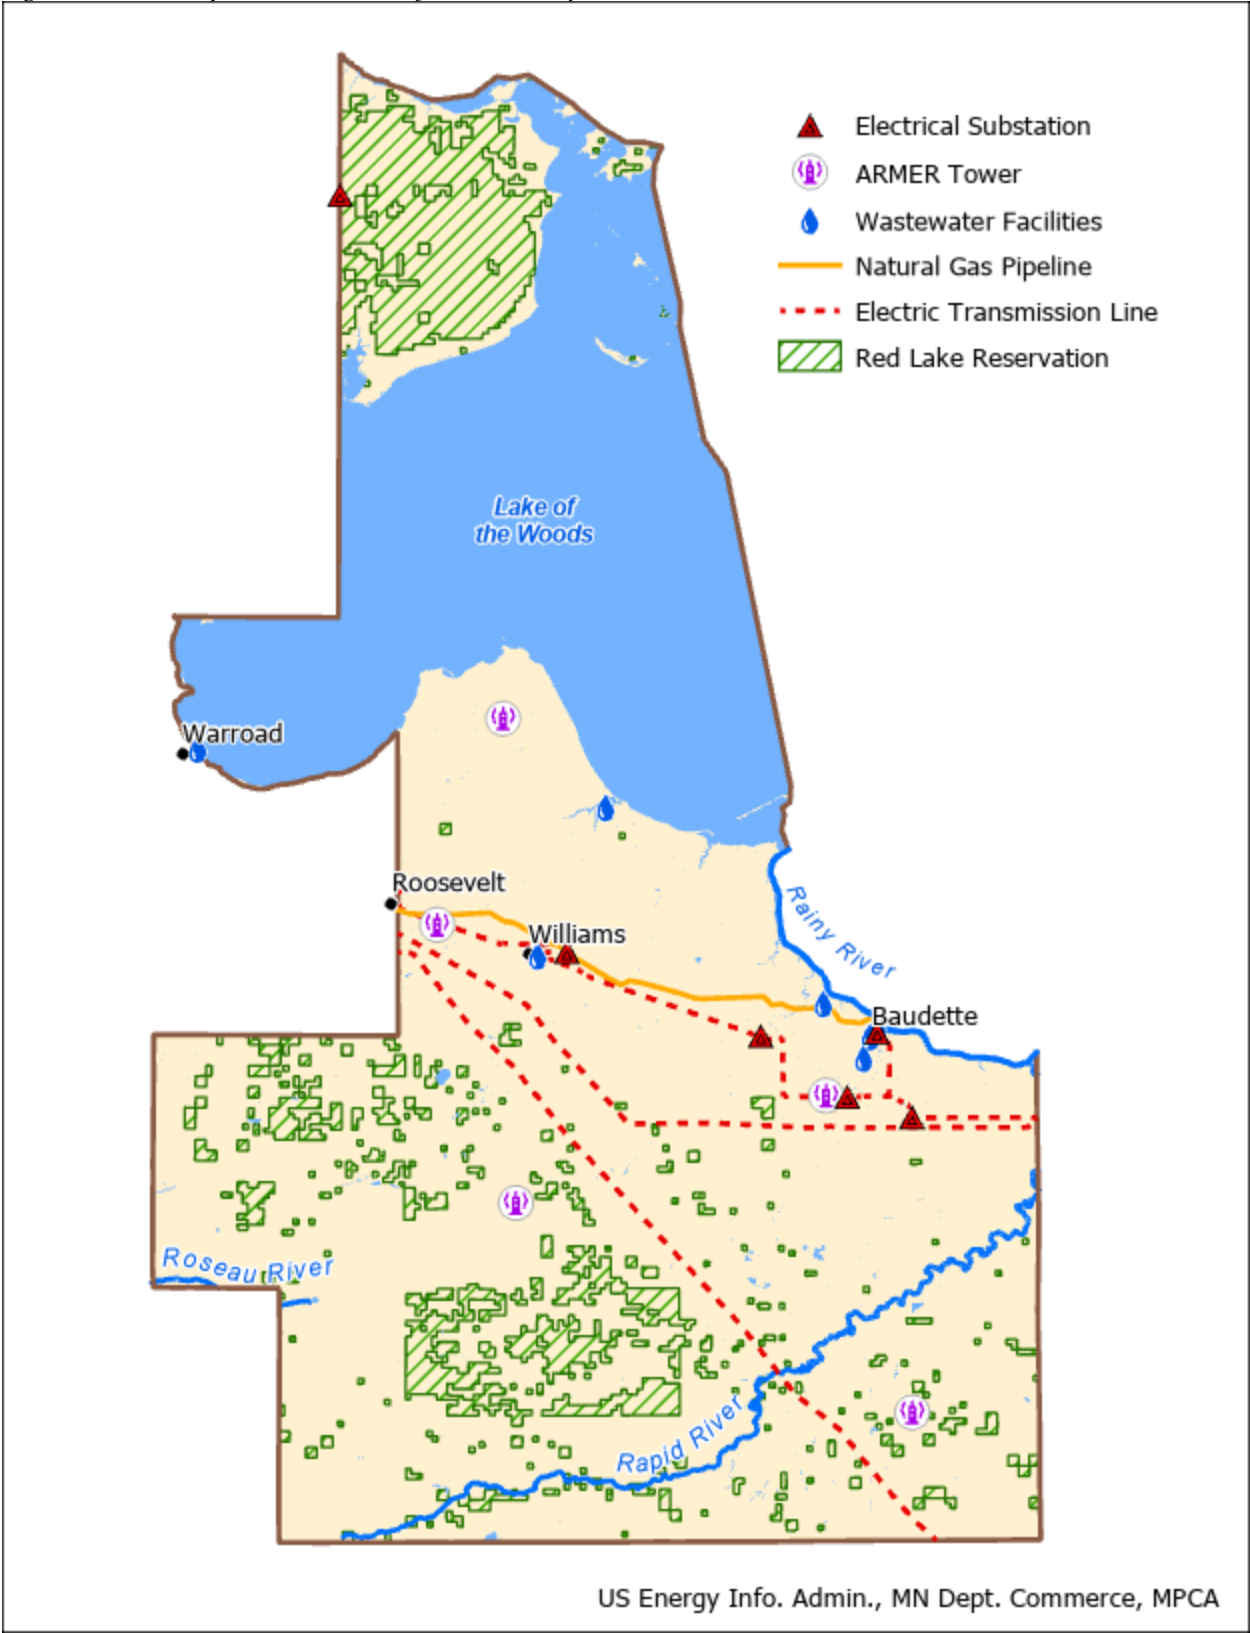 Electrical Substation
ARMER Tower
Wastewater Facilities
Natural Gas Pipeline
Electric Transmission Line
Red Lake Reservation
Lake of
the Woods
Warroad
Roosevelt
Williams
Rainy River
Baudette
Roseau River
Rapid River
US Energy Info. Admin., MN Dept. Commerce, MPCA